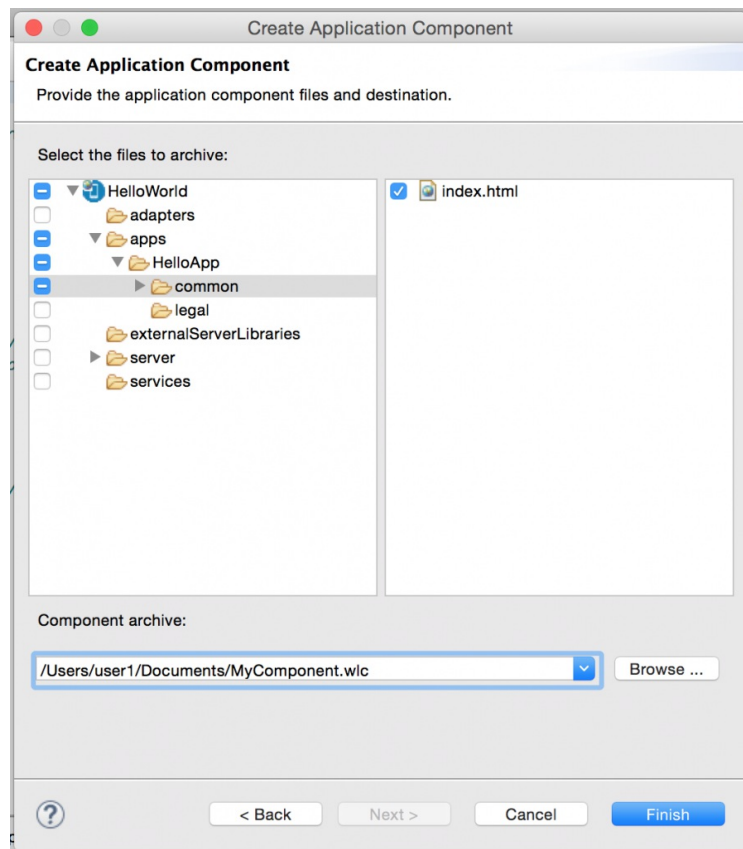 Create Application Component
Create Application Component
Provide the application component files and destination.
Select the files to archive:
HelloWorld
adapters
apps
HelloApp
common
legal
externalServerLibraries
server
services
index.html
Component archive:
/Users/user1/Documents/MyComponent.wlc
Browse ...
?
< Back
Next >
Cancel
Finish